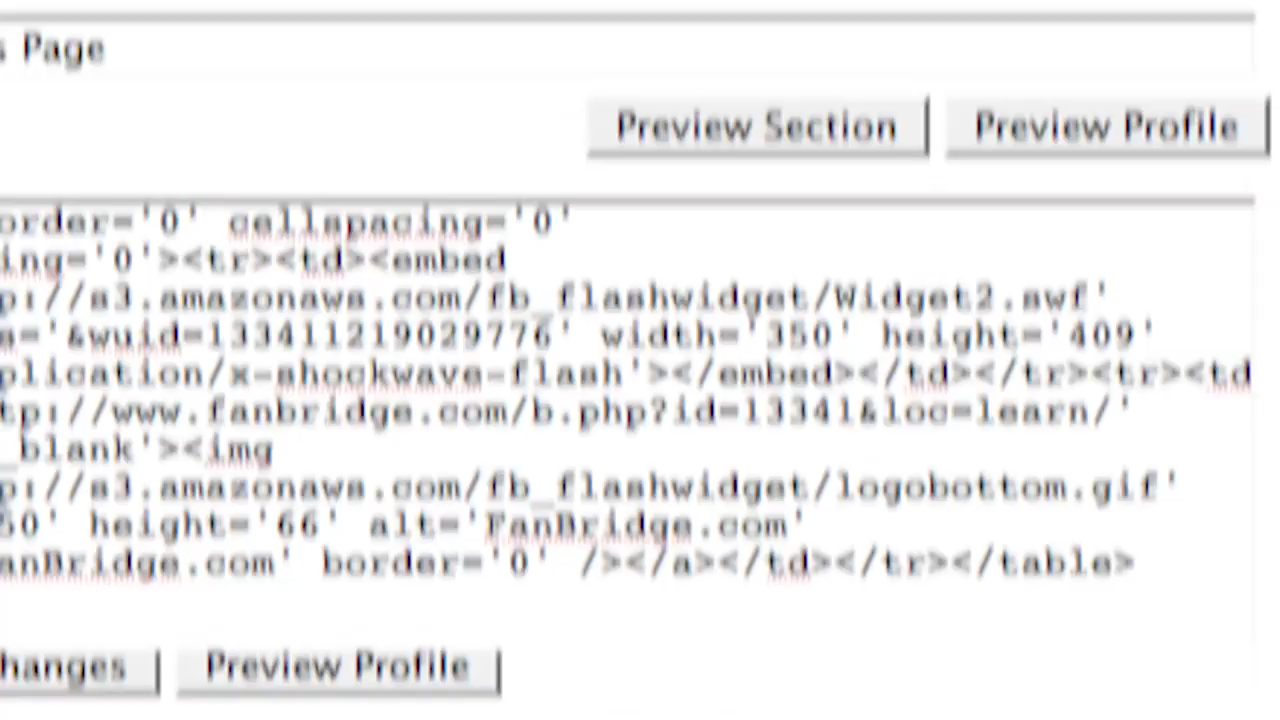 s Page
Preview Section Preview Profile
order='0' cellspacing='0'
ing='0'><tr><td><embed
p://s3.amazonaws.com/fb_flashwidget/Widget2.swf'
s='&wuid=133411219029776' width='350' height='409'
plication/x-shockwave-flash'></embed></td></tr><tr><td
tp://www.fanbridge.com/b.php?id=13341&loc=learn/'
_blank'><img
p://s3.amazonaws.com/fb_flashwidget/logobottom.gif'
50' height='66' alt='FanBridge.com'
anBridge.com' border='0' /></a></td></tr></table>
hanges Preview Profile